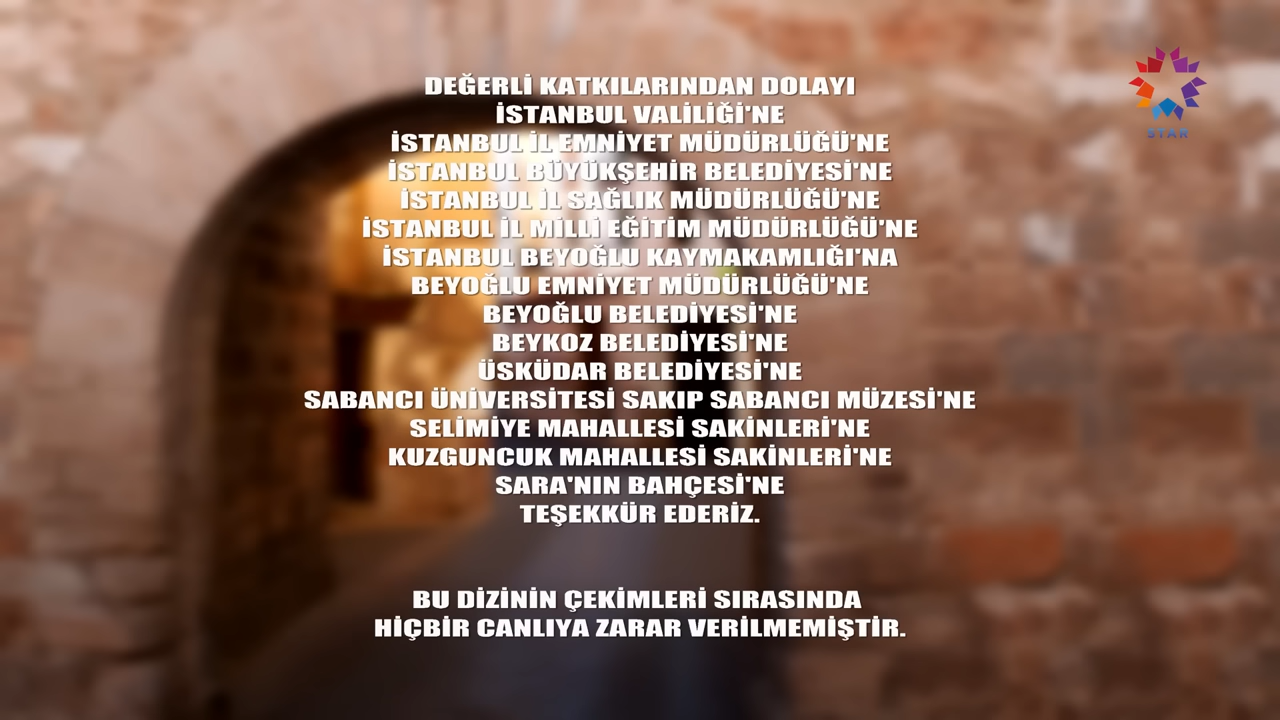 DEĞERLİ KATKILARINDAN DOLAYI
İSTANBUL VALİLİĞİ'NE
İSTANBUL İL EMNİYET MÜDÜRLÜĞÜ'NE
İSTANBUL BÜYÜKŞEHİR BELEDİYESİ'NE
İSTANBUL İL SAĞLIK MÜDÜRLÜĞÜ'NE
İSTANBUL İL MİLLİ EĞİTİM MÜDÜRLÜĞÜ'NE
İSTANBUL BEYOĞLU KAYMAKAMLIĞI'NA
BEYOĞLU EMNİYET MÜDÜRLÜĞÜ'NE
BEYOĞLU BELEDİYESİ'NE
BEYKOZ BELEDİYESİ'NE
ÜSKÜDAR BELEDİYESİ'NE
SABANCI ÜNİVERSİTESİ SAKIP SABANCI MÜZESİ'NE
SELİMİYE MAHALLESİ SAKİNLERİ'NE
KUZGUNCUK MAHALLESİ SAKİNLERİ'NE
SARA'NIN BAHÇESİ'NE
TEŞEKKÜR EDERİZ.
BU DİZİNİN ÇEKİMLERİ SIRASINDA
HİÇBİR CANLIYA ZARAR VERİLMEMİŞTİR.
STAR